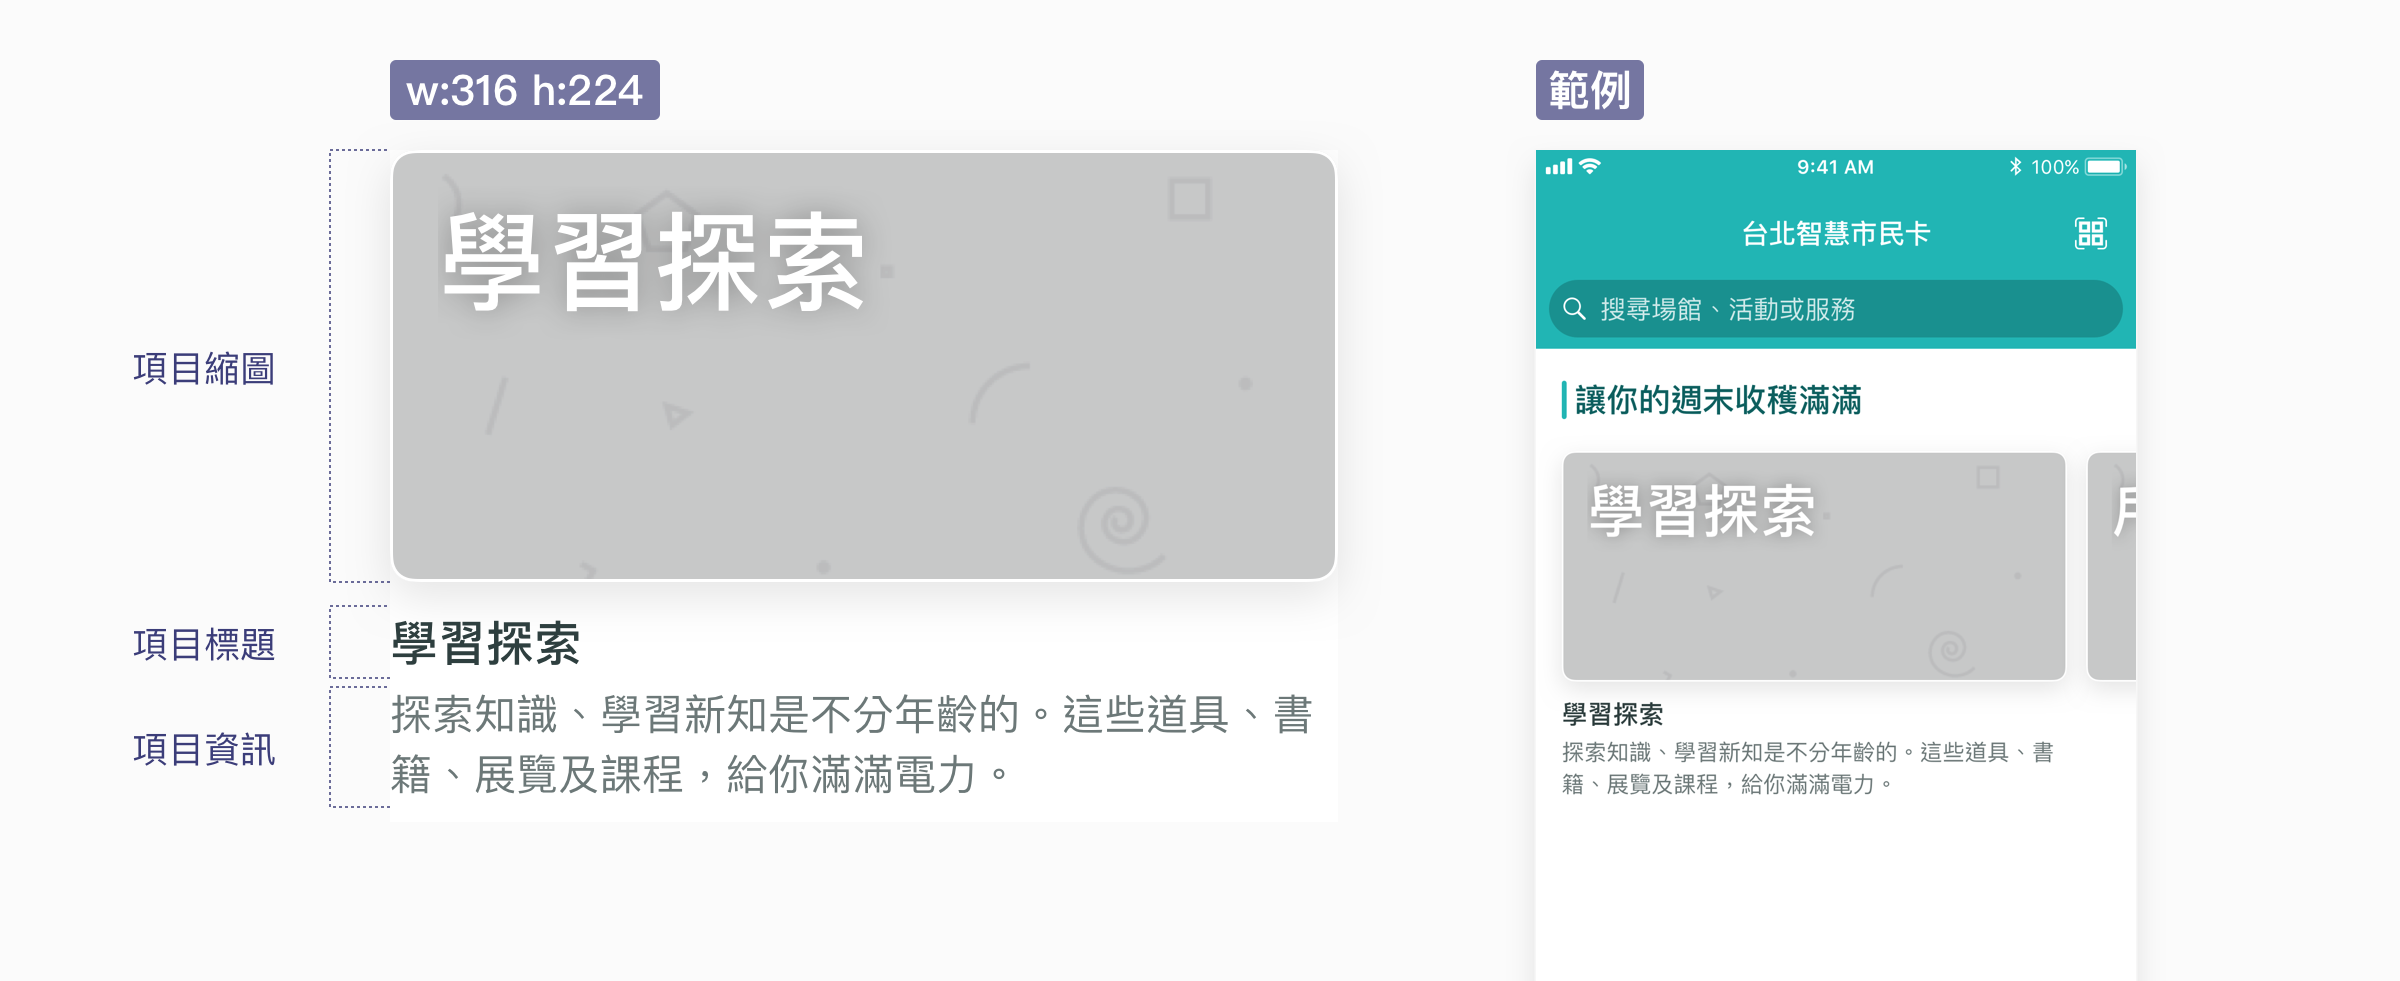 w:316 h:224
項目縮圖
學習探索
項目標題
學習探索
項目資訊
探索知識、學習新知是不分年齡的。這些道具、書
籍、展覽及課程，給你滿滿電力。
範例
9:41 AM
100%
台北智慧市民卡
搜尋場館、活動或服務
讓你的週末收穫滿滿
學習探索
學習探索
探索知識、學習新知是不分年齡的。這些道具、書
籍、展覽及課程，給你滿滿電力。